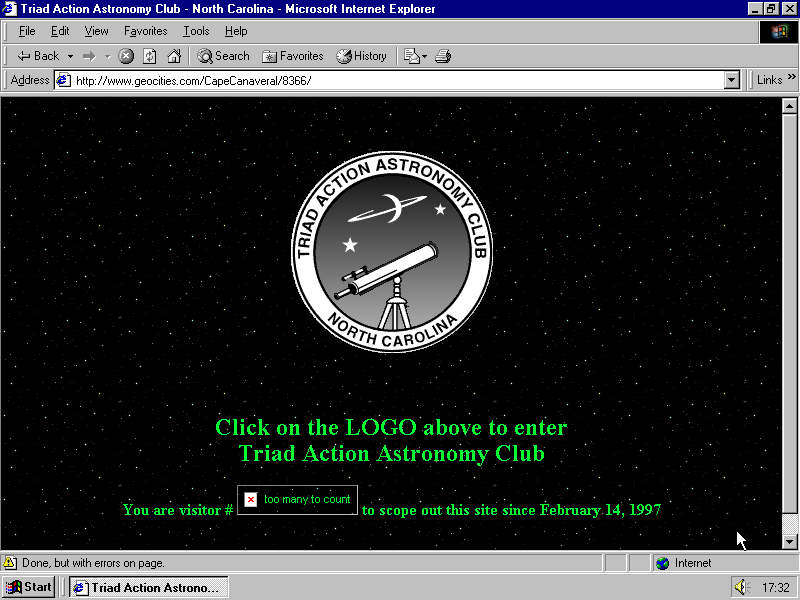 Triad Action Astronomy Club - North Carolina - Microsoft Internet Explorer
File Edit View Favorites Tools Help
Back Search Favorites History
Address http://www.geocities.com/CapeCanaveral/8366/ Links »
TRIAD ACTION ASTRONOMY CLUB
NORTH CAROLINA
Click on the LOGO above to enter
Triad Action Astronomy Club
You are visitor # too many to count to scope out this site since February 14, 1997
Done, but with errors on page. Internet
Start Triad Action Astrono... 17:32